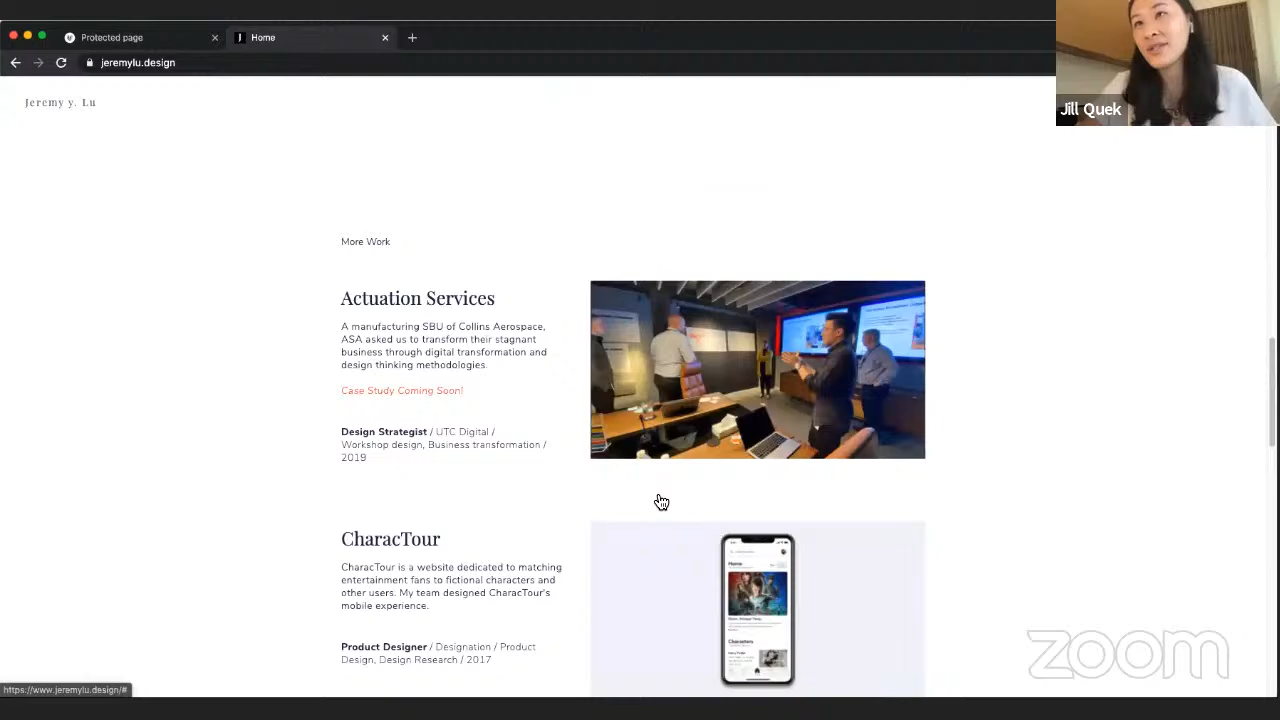 Protected page
Home
jeremylu.design
Jill Quek
Jeremy y. Lu
More Work
Actuation Services
A manufacturing SBU of Collins Aerospace,
ASA asked us to transform their stagnant
business through digital transformation and
design thinking methodologies.
Case Study Coming Soon!
Design Strategist / UTC Digital /
Workshop design, Business transformation /
2019
CharacTour
CharacTour is a website dedicated to matching
entertainment fans to fictional characters and
other users. My team designed CharacTour's
mobile experience.
Product Designer / Designation / Product
Design, Design Research / 2017
Home
Characters
zoom
https://www.jeremylu.design/#